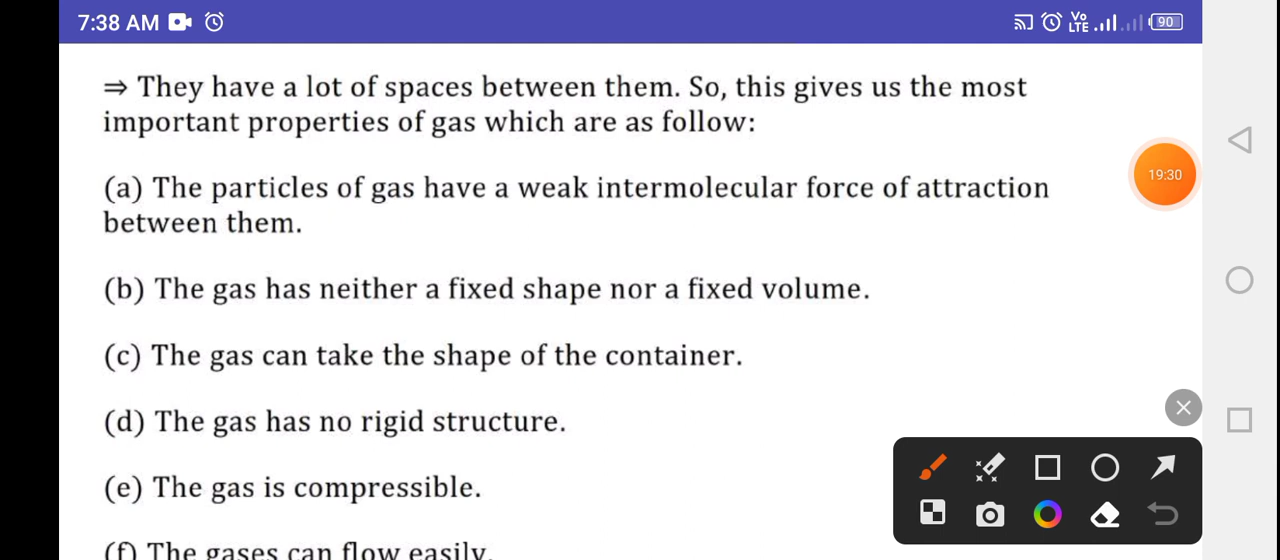 7:38 AM
Vo
LTE
90
⇒ They have a lot of spaces between them. So, this gives us the most
important properties of gas which are as follow:
19:30
(a) The particles of gas have a weak intermolecular force of attraction
between them.
(b) The gas has neither a fixed shape nor a fixed volume.
(c) The gas can take the shape of the container.
(d) The gas has no rigid structure.
(e) The gas is compressible.
(f) The gases can flow easily.